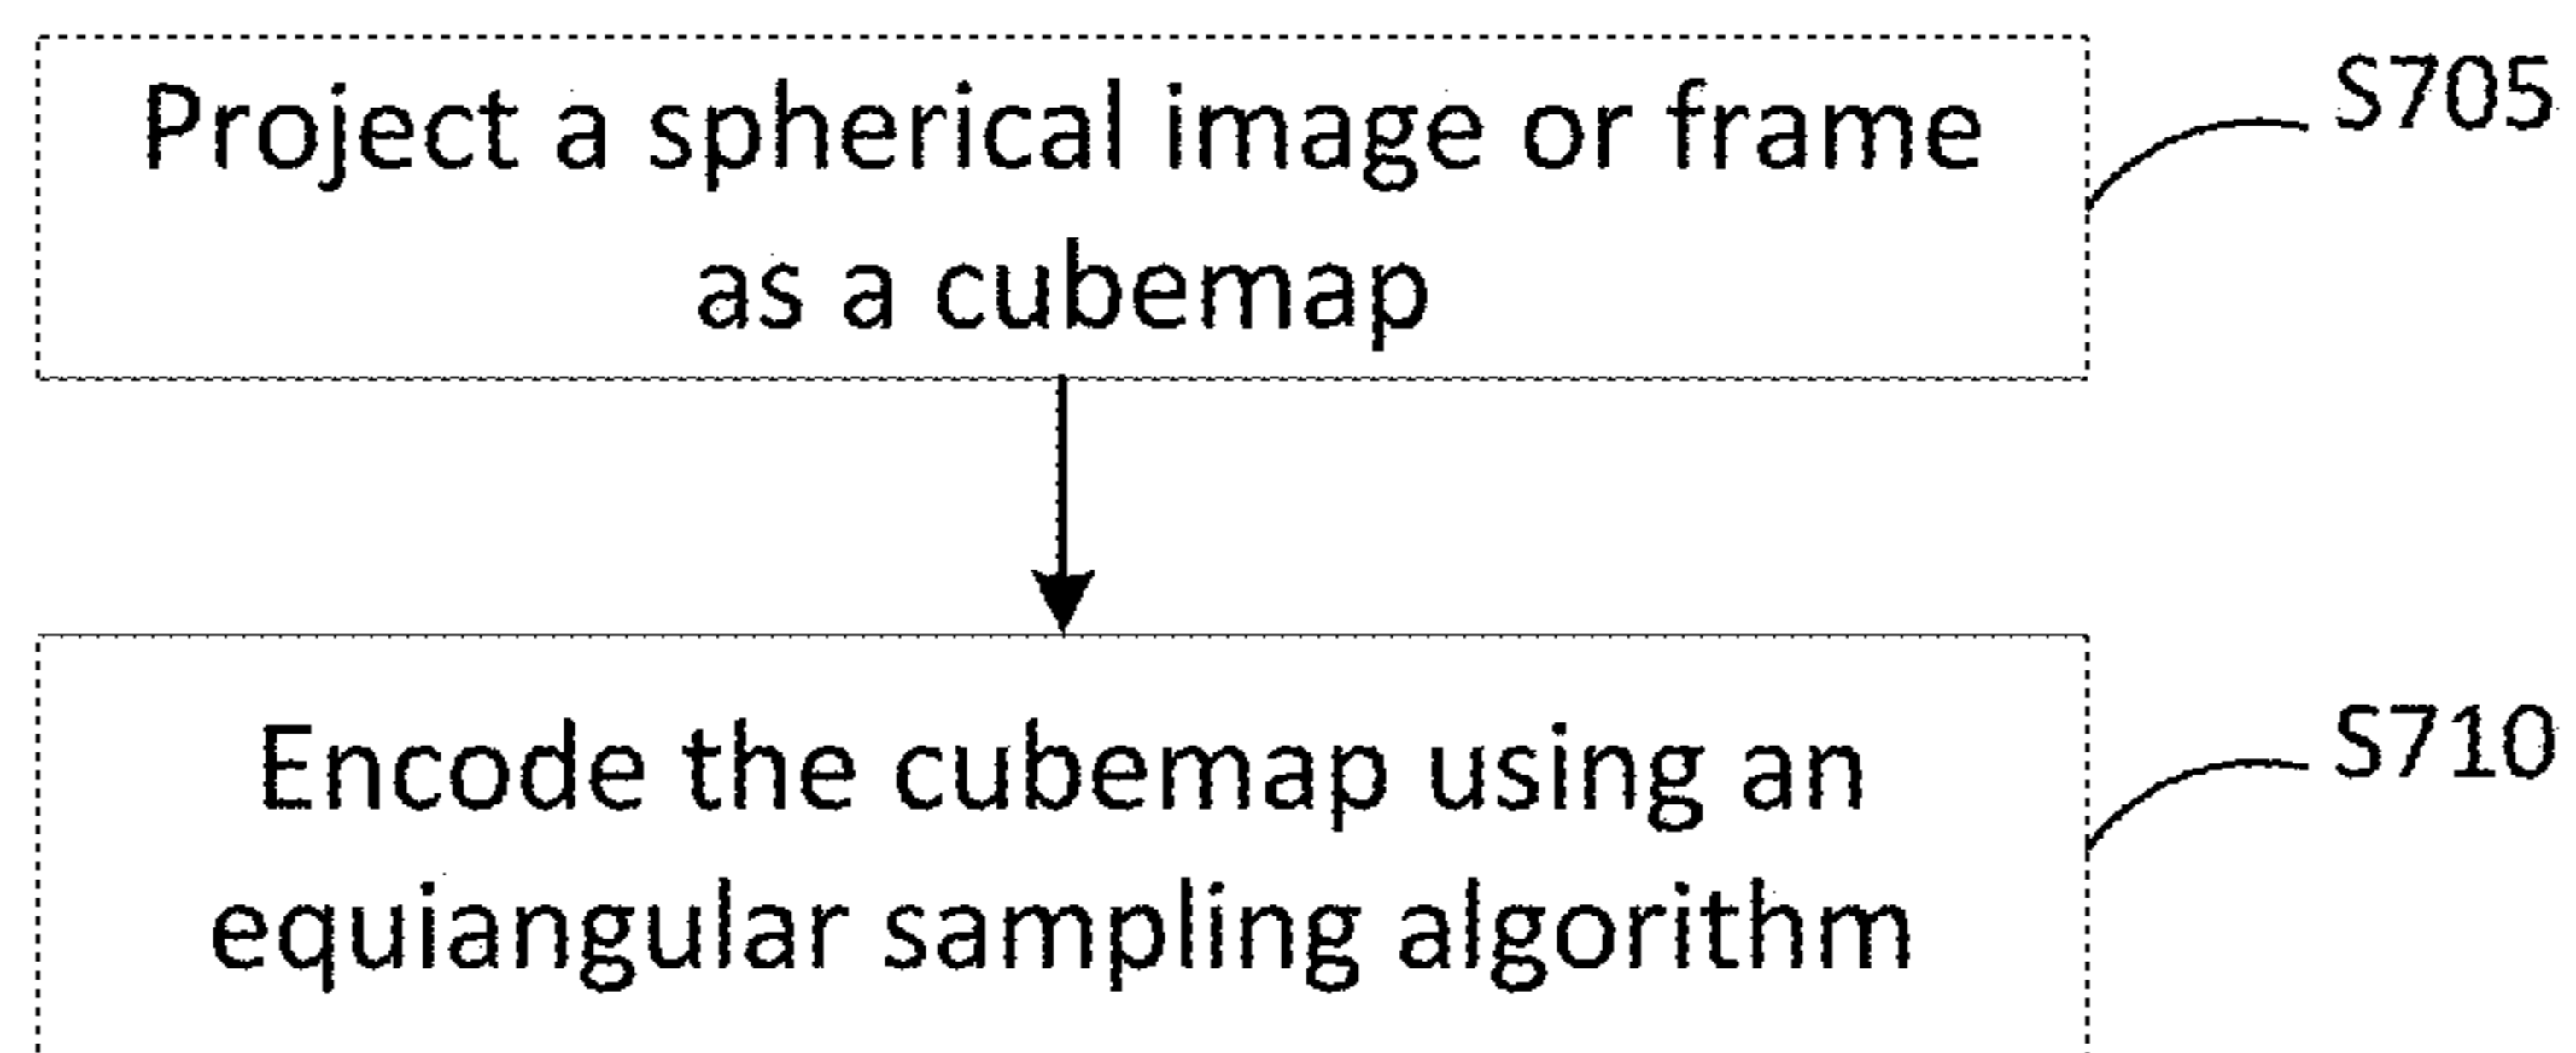 Project a spherical image or frame
as a cubemap
S705
Encode the cubemap using an
equiangular sampling algorithm
S710